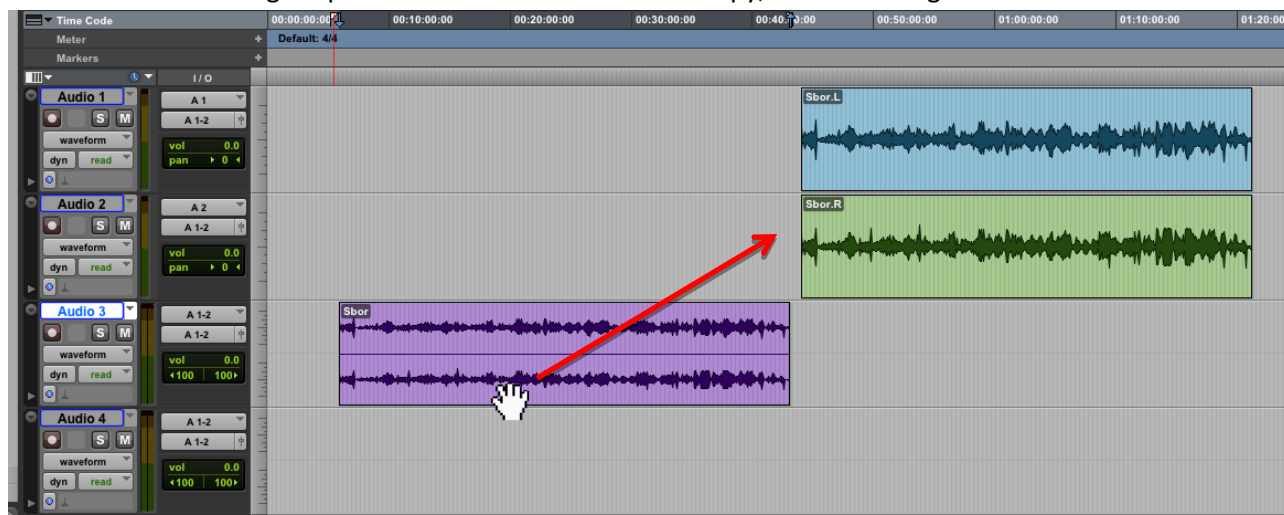 Time Code 00:00:00:00 00:10:00:00 00:20:00:00 00:30:00:00 00:40:00:00 00:50:00:00 01:00:00:00 01:10:00:00 01:20:00
Meter + Default: 4/4
Markers +
I / O
Audio 1 A 1 Sbor.L
S M A 1-2
waveform vol 0.0
dyn read pan 0
Audio 2 A 2 Sbor.R
S M A 1-2
waveform vol 0.0
dyn read pan 0
Audio 3 A 1-2 Sbor
S M A 1-2
waveform vol 0.0
dyn read 100 100
Audio 4 A 1-2
S M A 1-2
waveform vol 0.0
dyn read 100 100